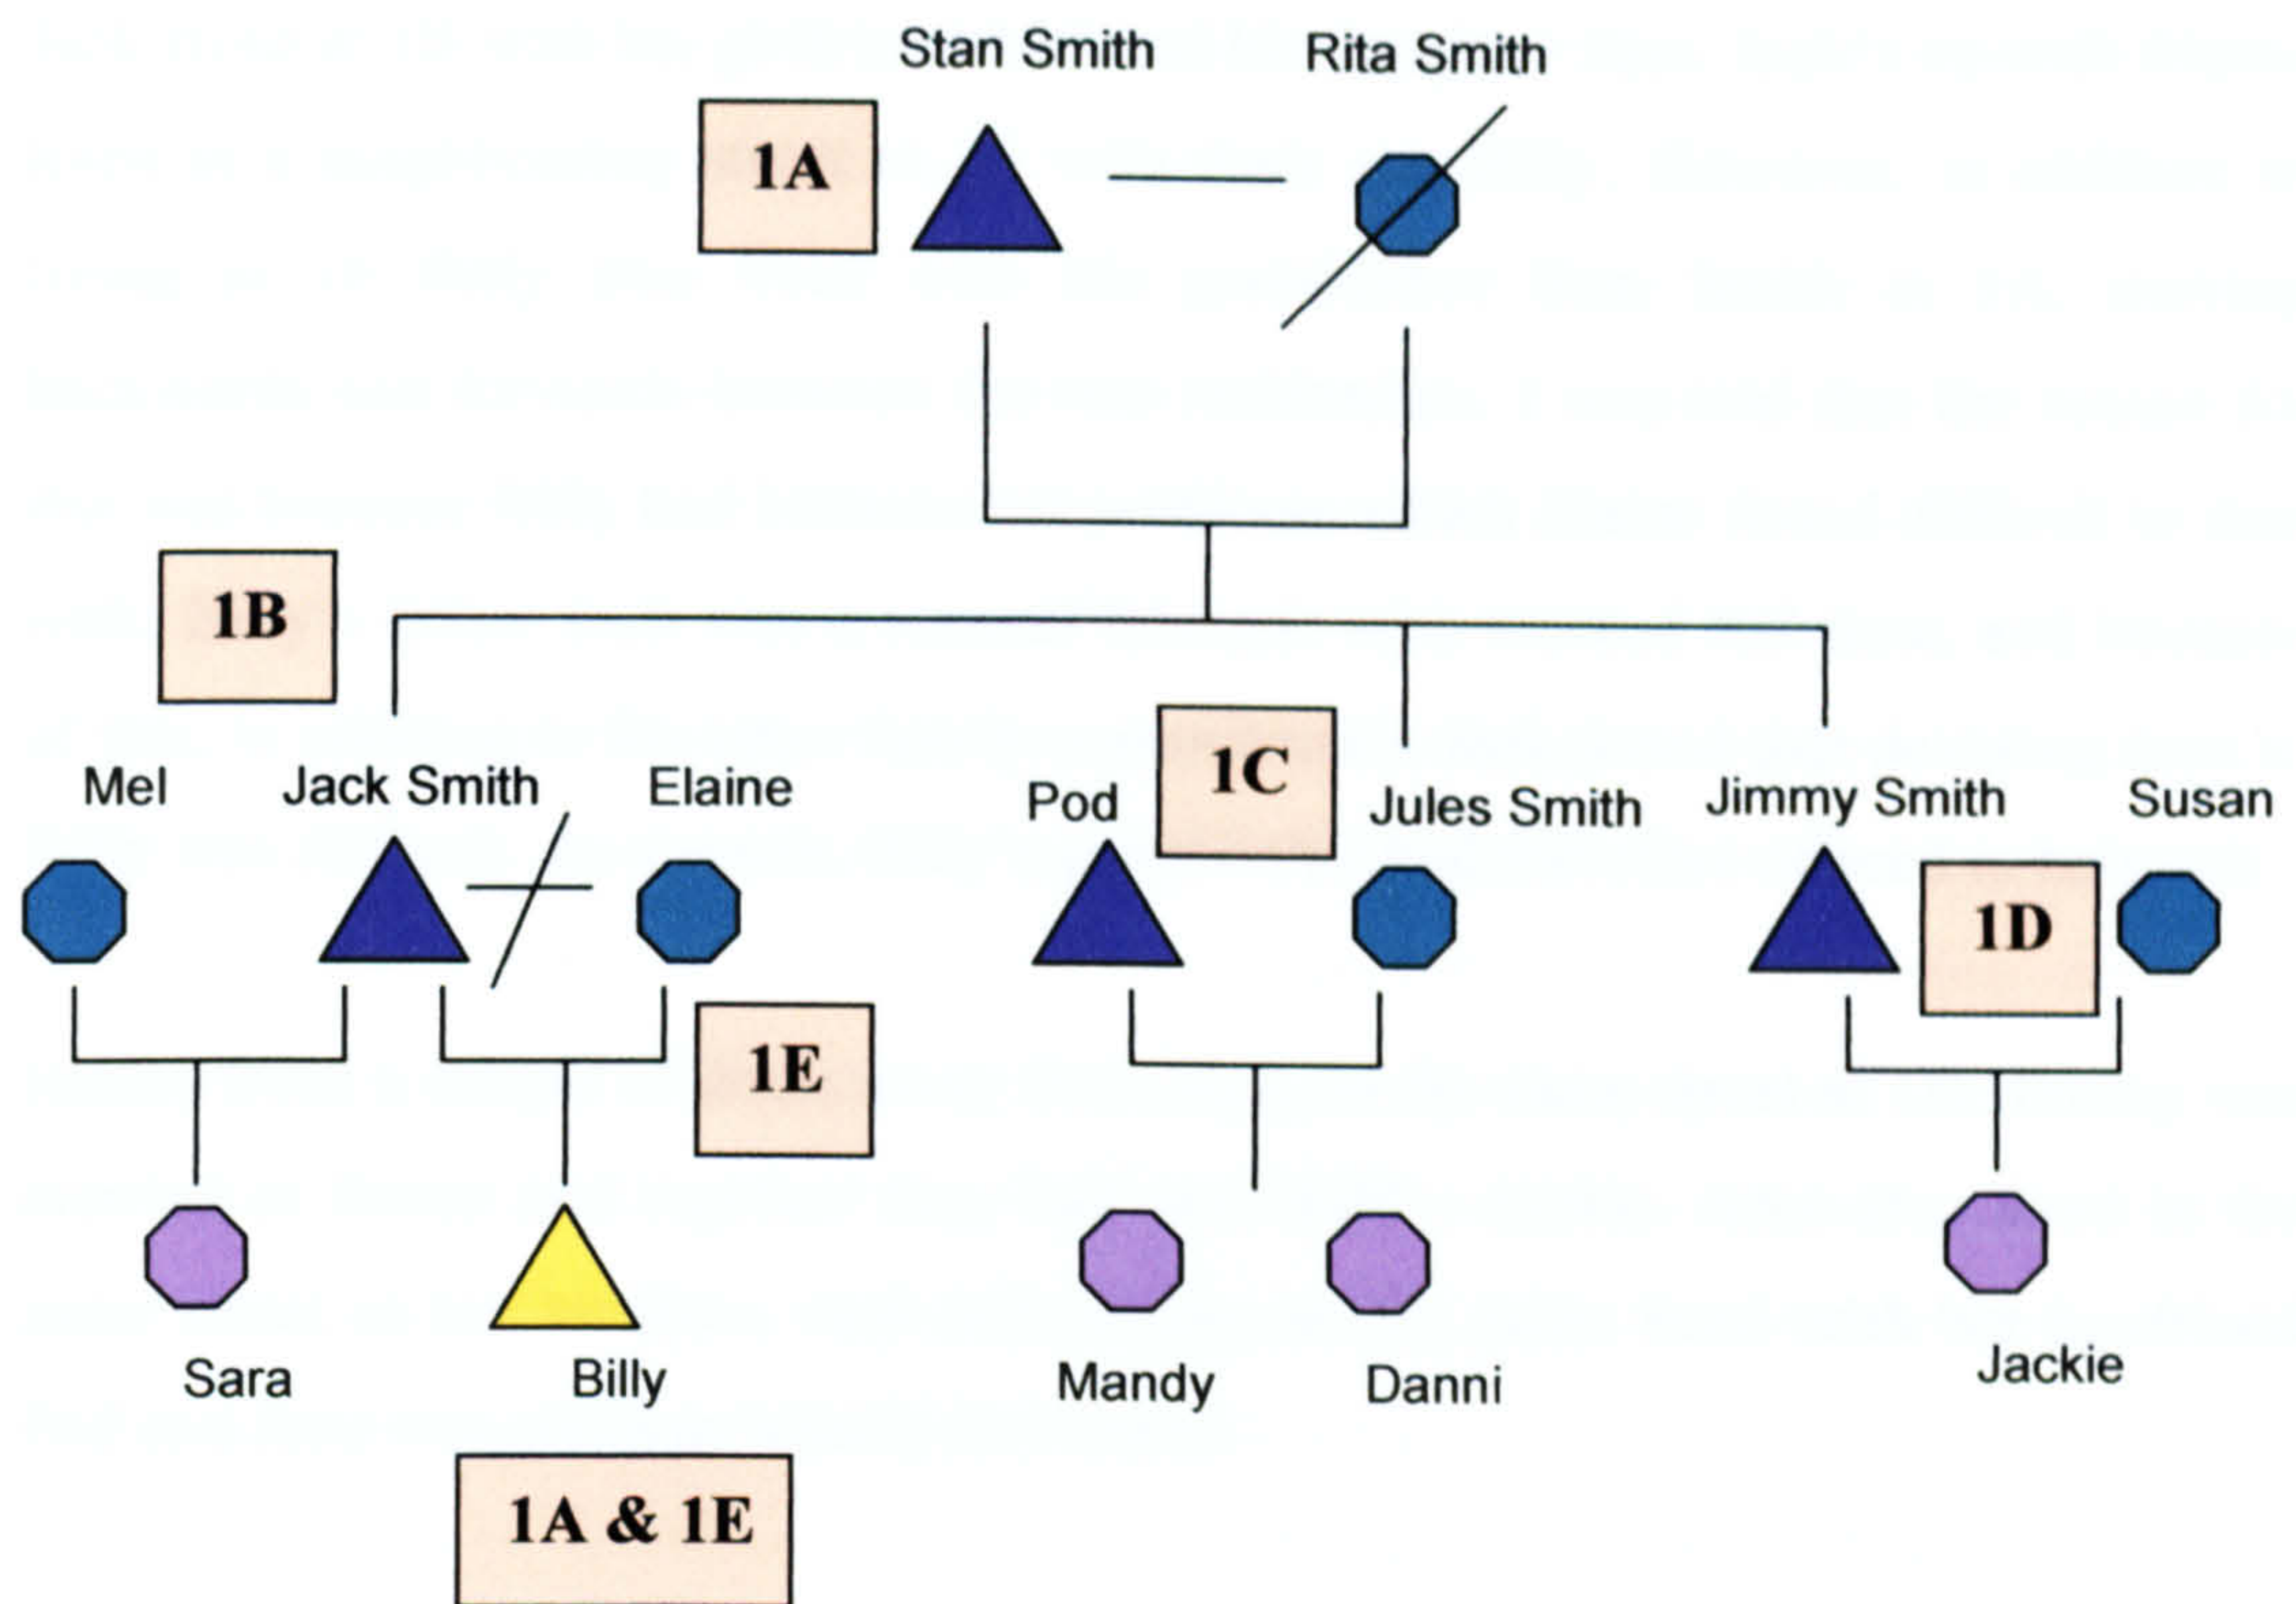 Stan Smith
Rita Smith
1A
1B
1C
Mel
Jack Smith
Elaine
Pod
Jules Smith
Jimmy Smith
Susan
1D
1E
Sara
Billy
Mandy
Danni
Jackie
1A & 1E